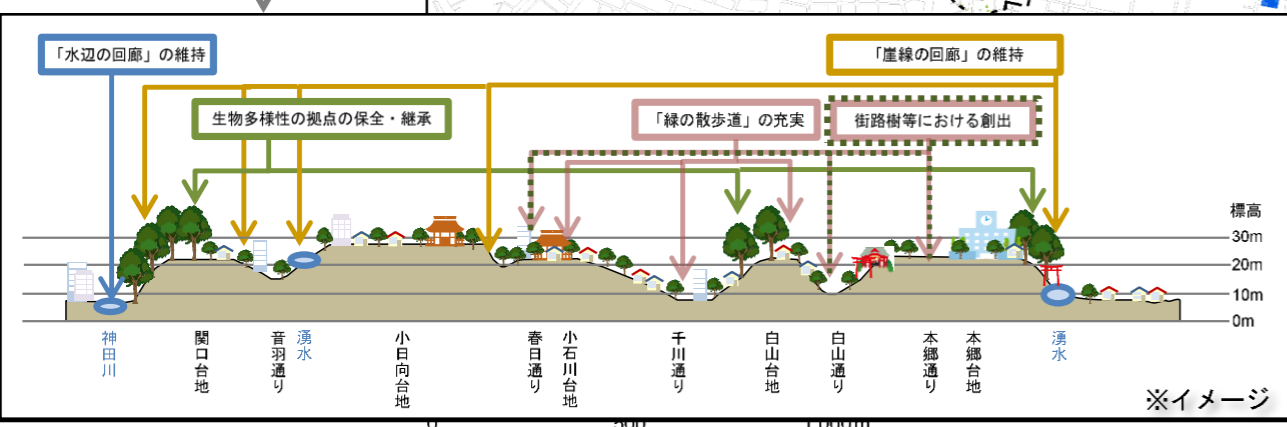 「水辺の回廊」の維持
「崖線の回廊」の維持
生物多様性の拠点の保全・継承
「緑の散歩道」の充実
街路樹等における創出
標高
30m
20m
10m
0m
神田川
関口台地
音羽通り
湧水
小日向台地
春日通り
小石川台地
千川通り
白山台地
白山通り
本郷通り
本郷台地
湧水
※イメージ